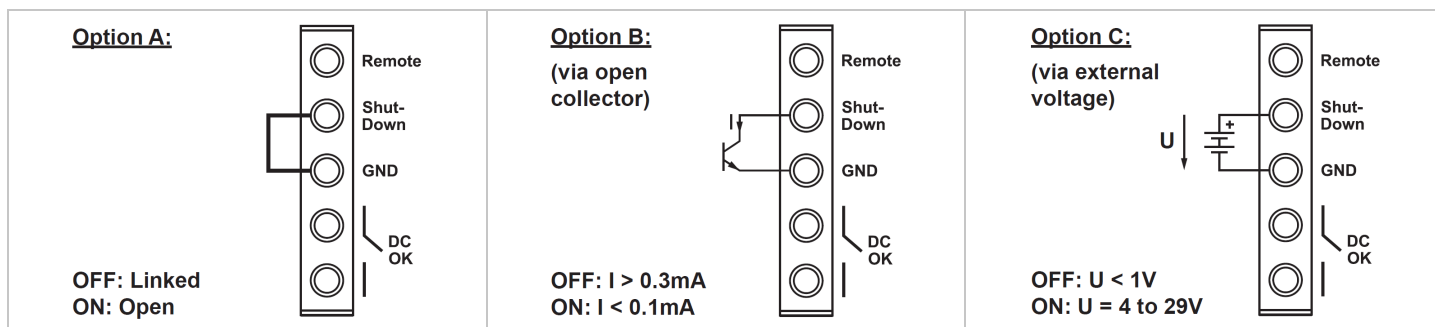 Option A:
Remote
Shut-
Down
GND
DC
OK
OFF: Linked
ON: Open
Option B:
(via open
collector)
Remote
Shut-
Down
I
GND
DC
OK
OFF: I > 0.3mA
ON: I < 0.1mA
Option C:
(via external
voltage)
Remote
Shut-
Down
+
U
GND
DC
OK
OFF: U < 1V
ON: U = 4 to 29V